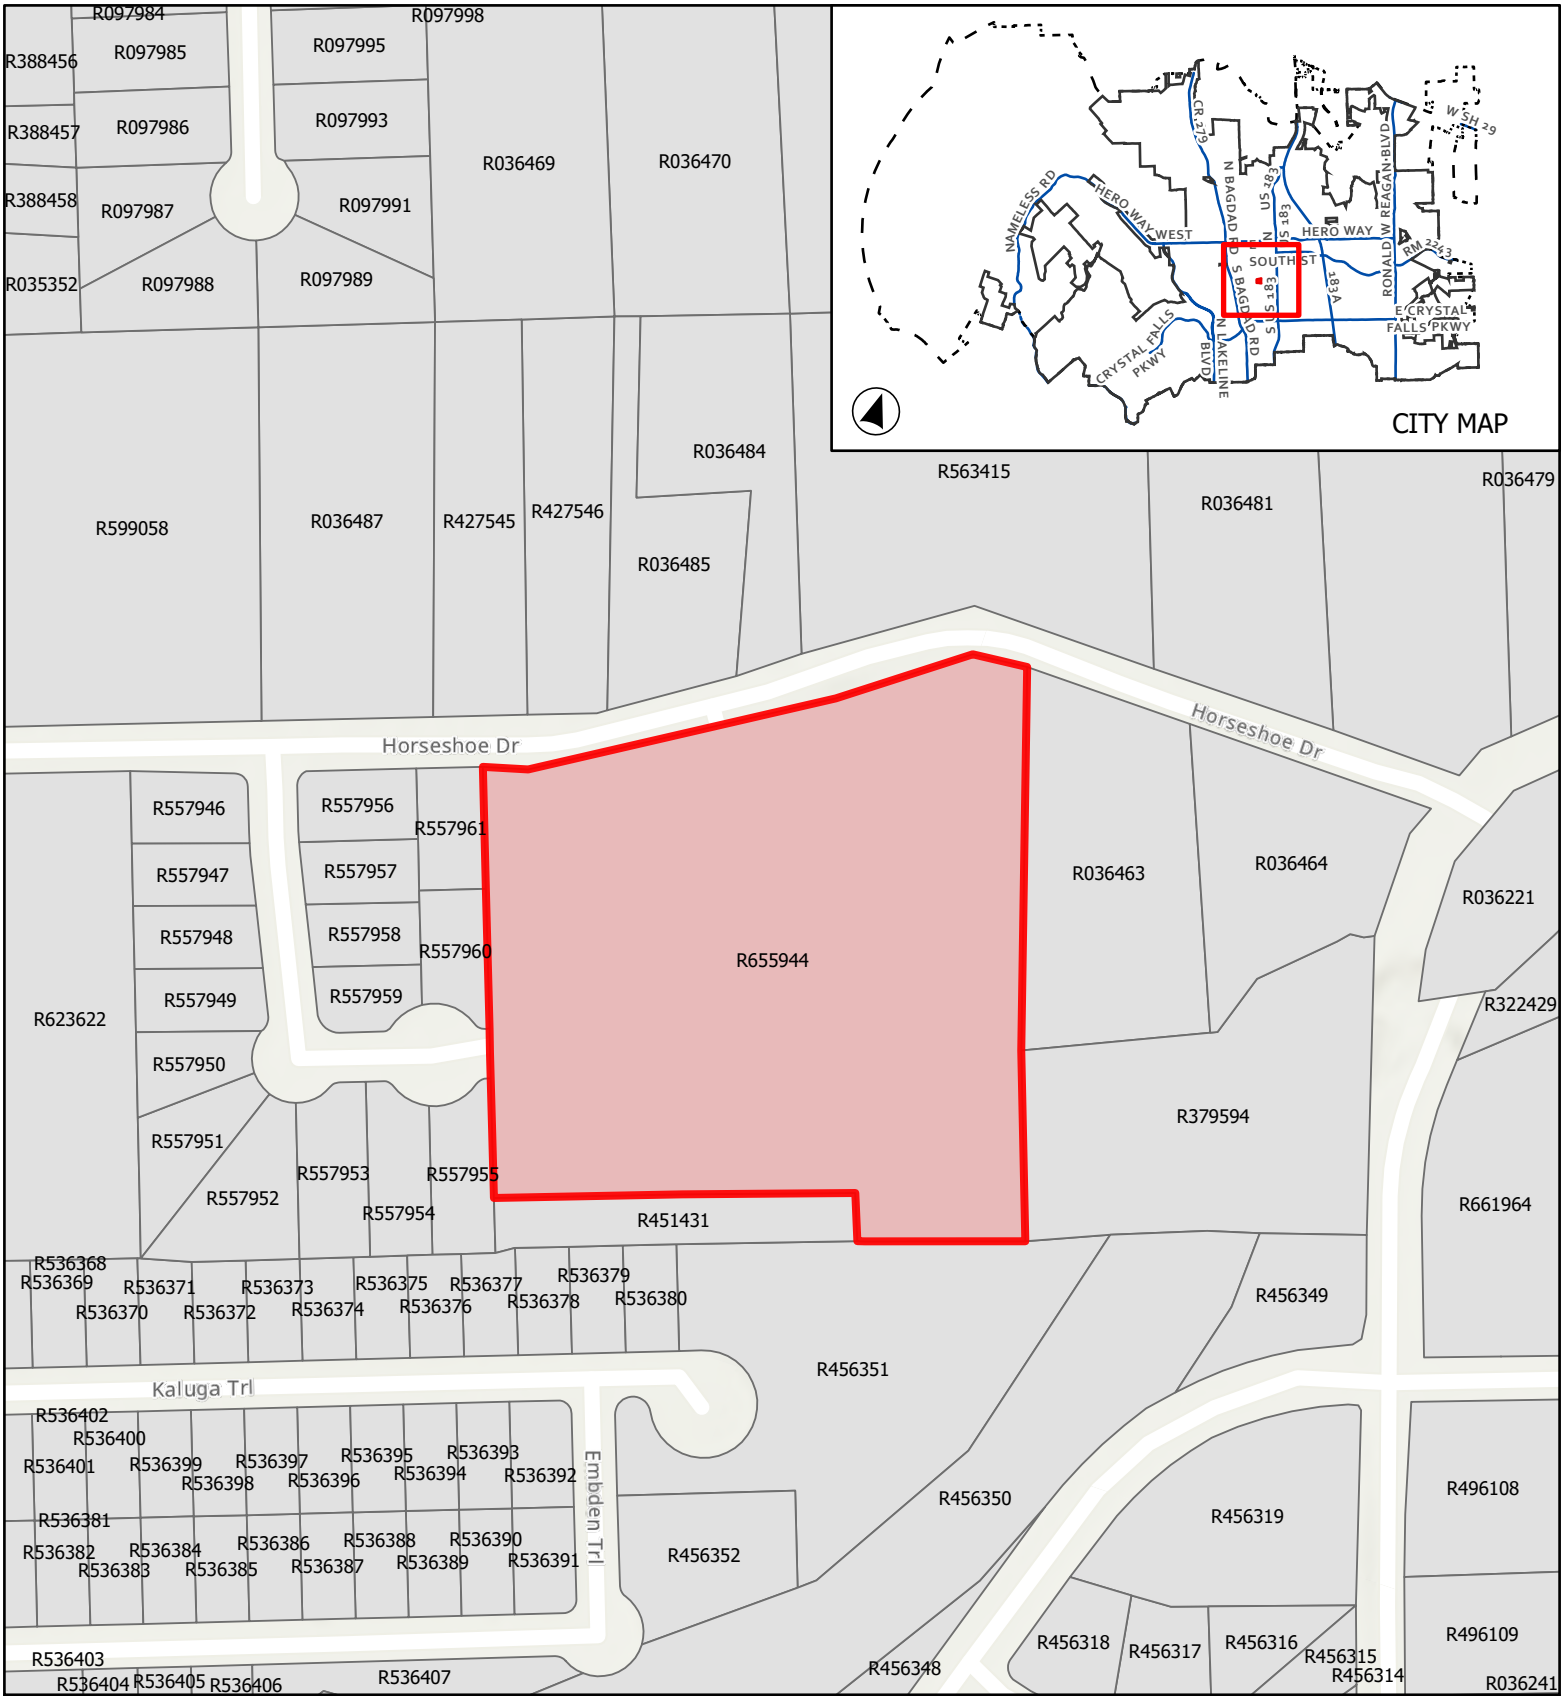 R097984
R097998
R388456
R097985
R097995
R388457
R097986
R097993
R036469
R036470
R388458
R097987
R097991
R035352
R097988
R097989
CR 279
W SH 29
NAMELESS RD
HERO WAY
WEST
N BAGDAD RD
US 183
US 183
N
E
HERO WAY
RONALD W REAGAN BLVD
RM 2243
SOUTH ST
S BAGDAD RD
S US 183
183A
E CRYSTAL
FALLS PKWY
CRYSTAL FALLS
PKWY
N LAKELINE
BLVD
CITY MAP
R599058
R036487
R427545
R427546
R036484
R036485
R563415
R036481
R036479
Horseshoe Dr
Horseshoe Dr
R557946
R557956
R557961
R557947
R557957
R036463
R036464
R036221
R557948
R557958
R557960
R655944
R557949
R557959
R322429
R623622
R557950
R379594
R557951
R557953
R557955
R557952
R557954
R451431
R661964
R536368
R536369
R536370
R536371
R536372
R536373
R536374
R536375
R536376
R536377
R536378
R536379
R536380
R456349
R456351
Kaluga Trl
R536402
R536400
R536401
R536399
R536398
R536397
R536396
R536395
R536394
R536393
R536392
Embden Trl
R456350
R456319
R496108
R536381
R536382
R536383
R536384
R536385
R536386
R536387
R536388
R536389
R536390
R536391
R456352
R456318
R456317
R456316
R456315
R456314
R496109
R536403
R536404
R536405
R536406
R536407
R456348
R036241